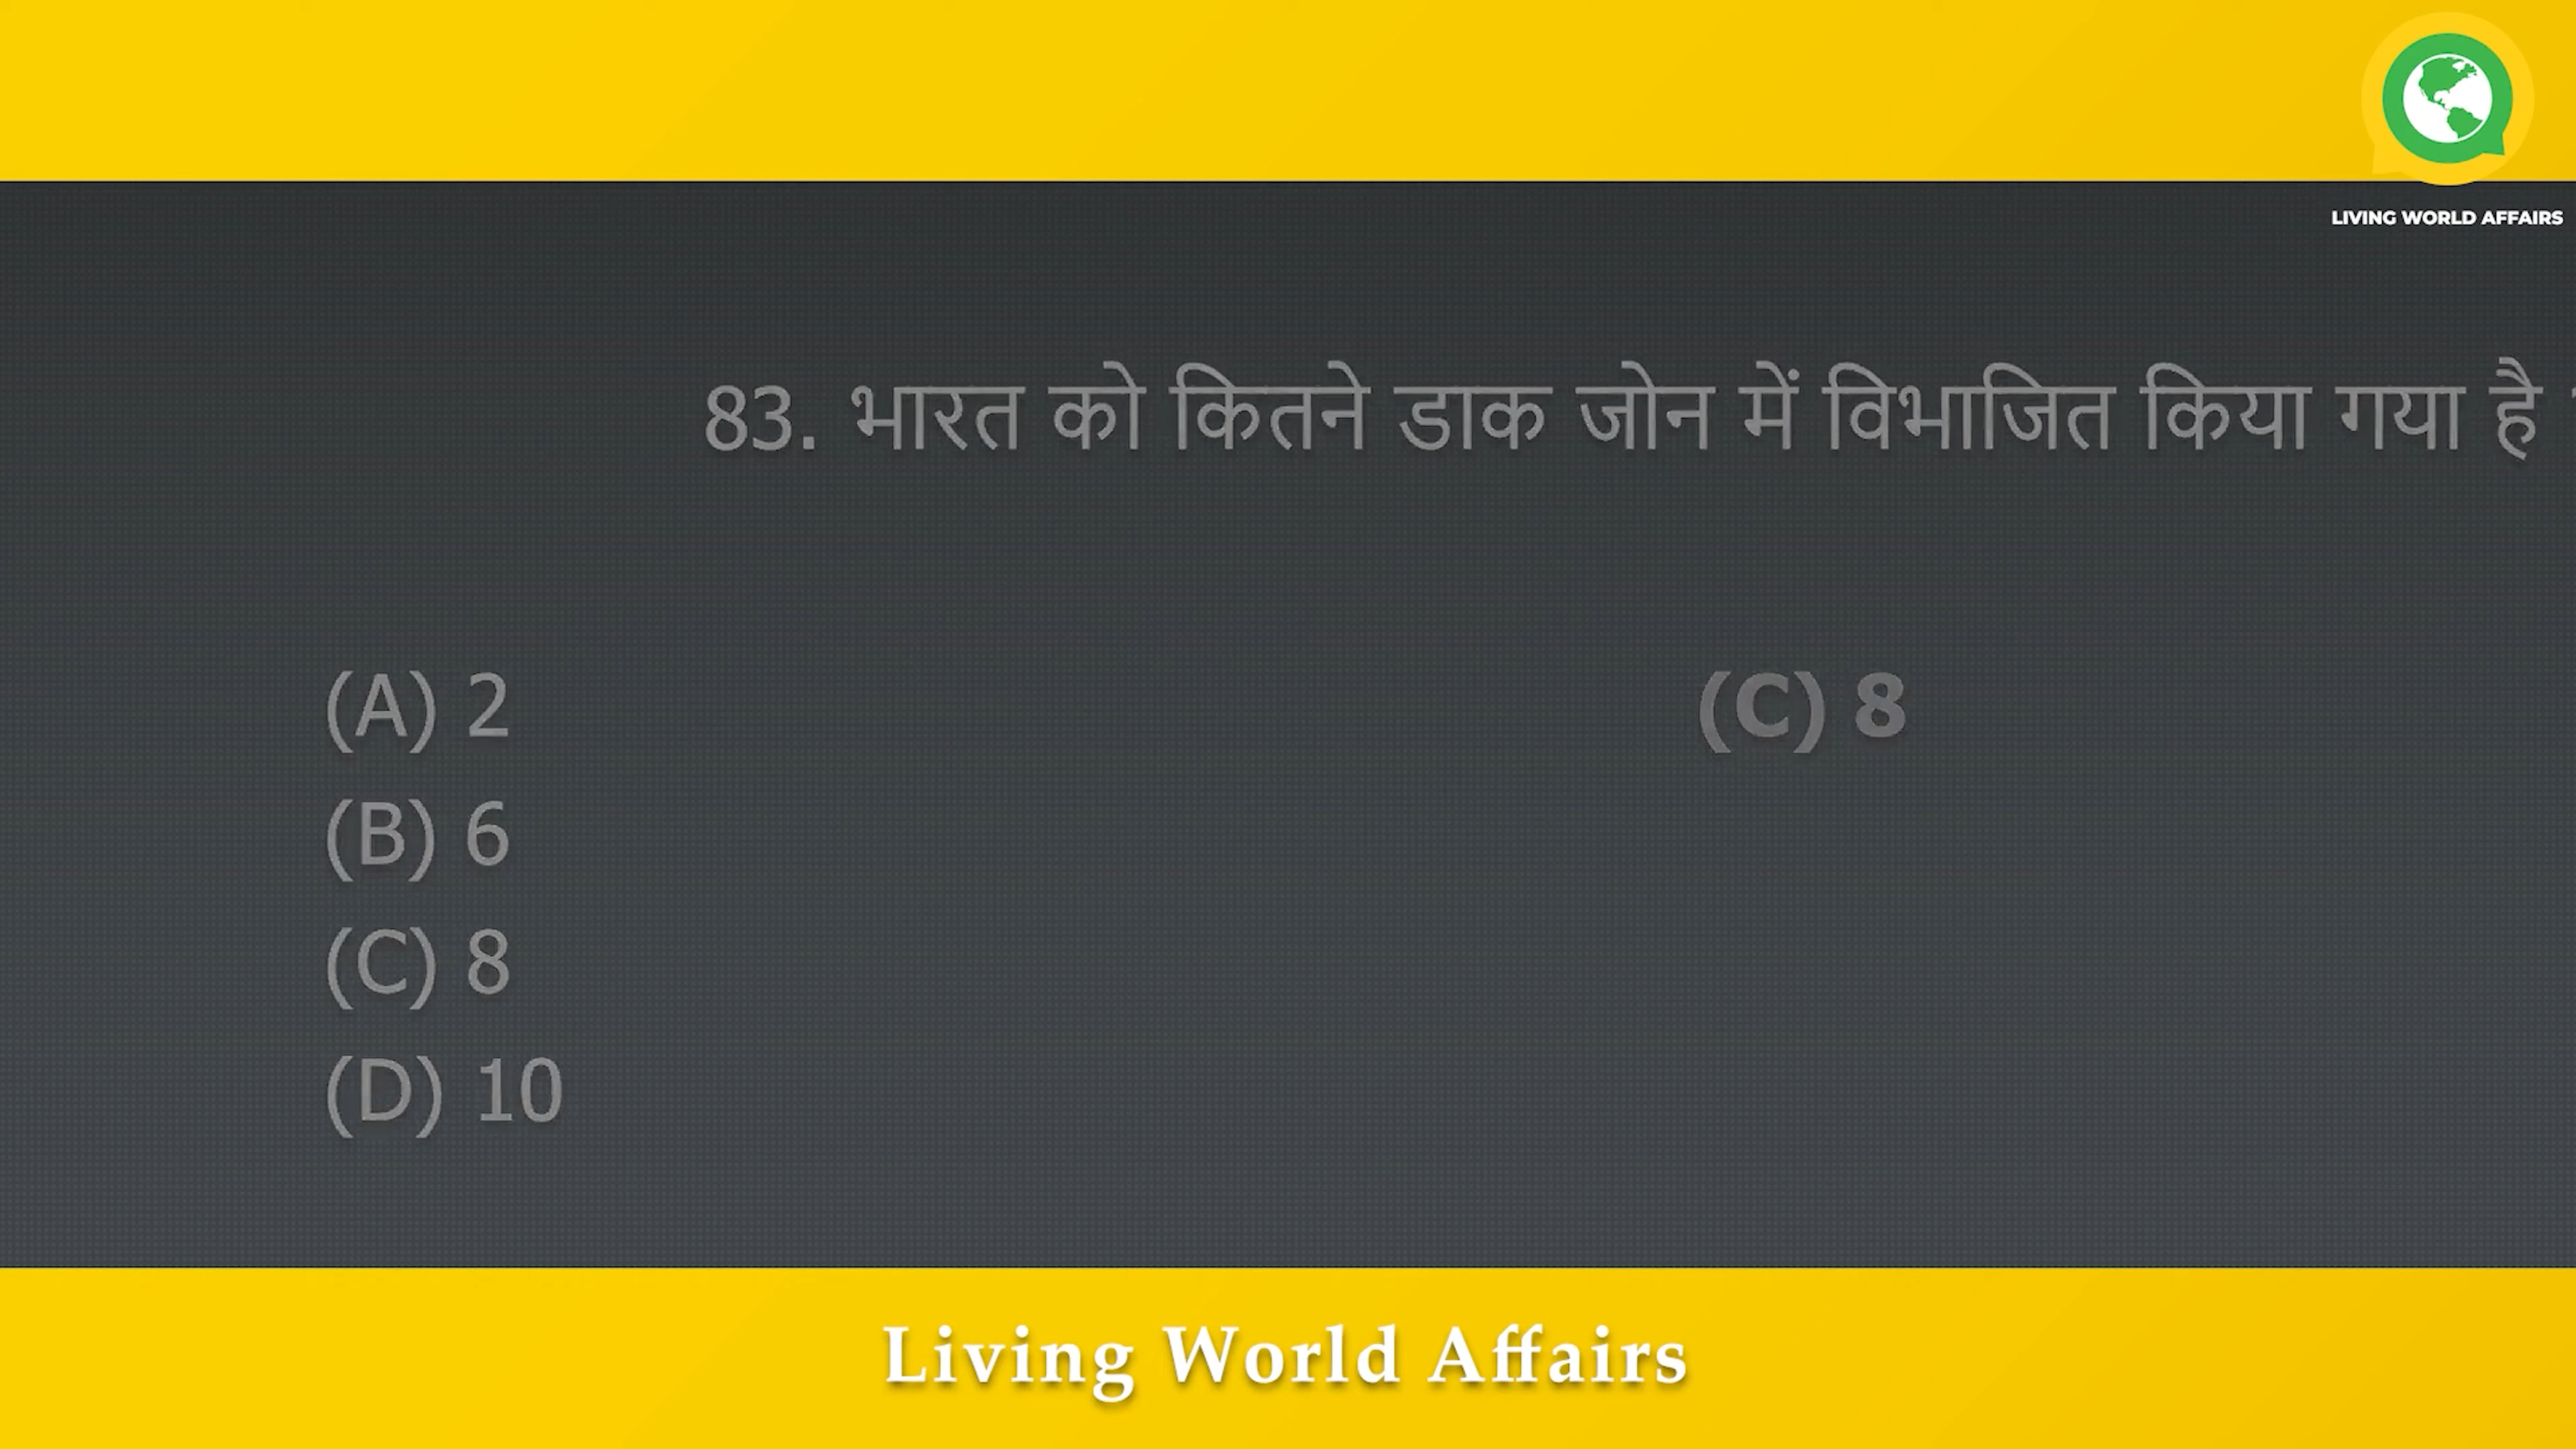 LIVING WORLD AFFAIRS
83. भारत को कितने डाक जोन में विभाजित किया गया है
(A) 2
(B) 6
(C) 8
(D) 10
(C) 8
Living World Affairs